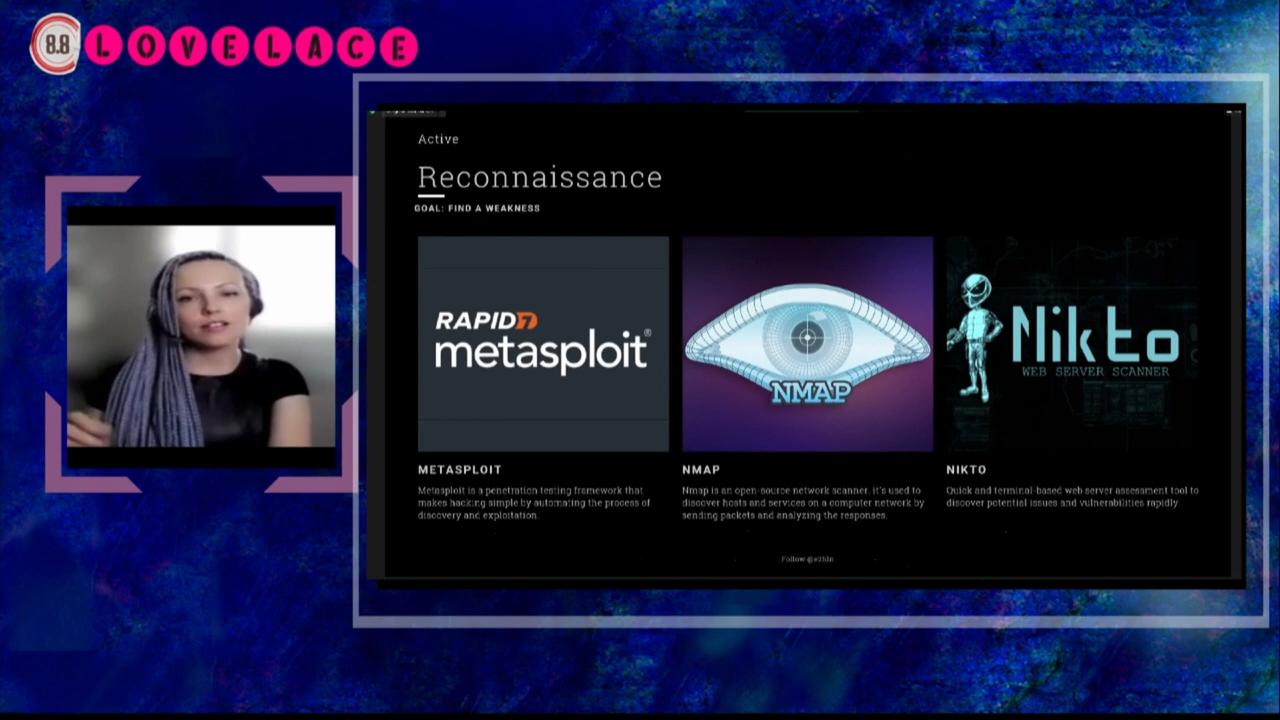 8.8 LOVELACE
Active
Reconnaissance
GOAL: FIND A WEAKNESS
RAPID7
metasploit®
NMAP
Nikto
WEB SERVER SCANNER
METASPLOIT
Metasploit is a penetration testing framework that
makes hacking simple by automating the process of
discovery and exploitation.
NMAP
Nmap is an open-source network scanner. it's used to
discover hosts and services on a computer network by
sending packets and analyzing the responses.
NIKTO
Quick and terminal-based web server assessment tool to
discover potential issues and vulnerabilities rapidly.
Follow